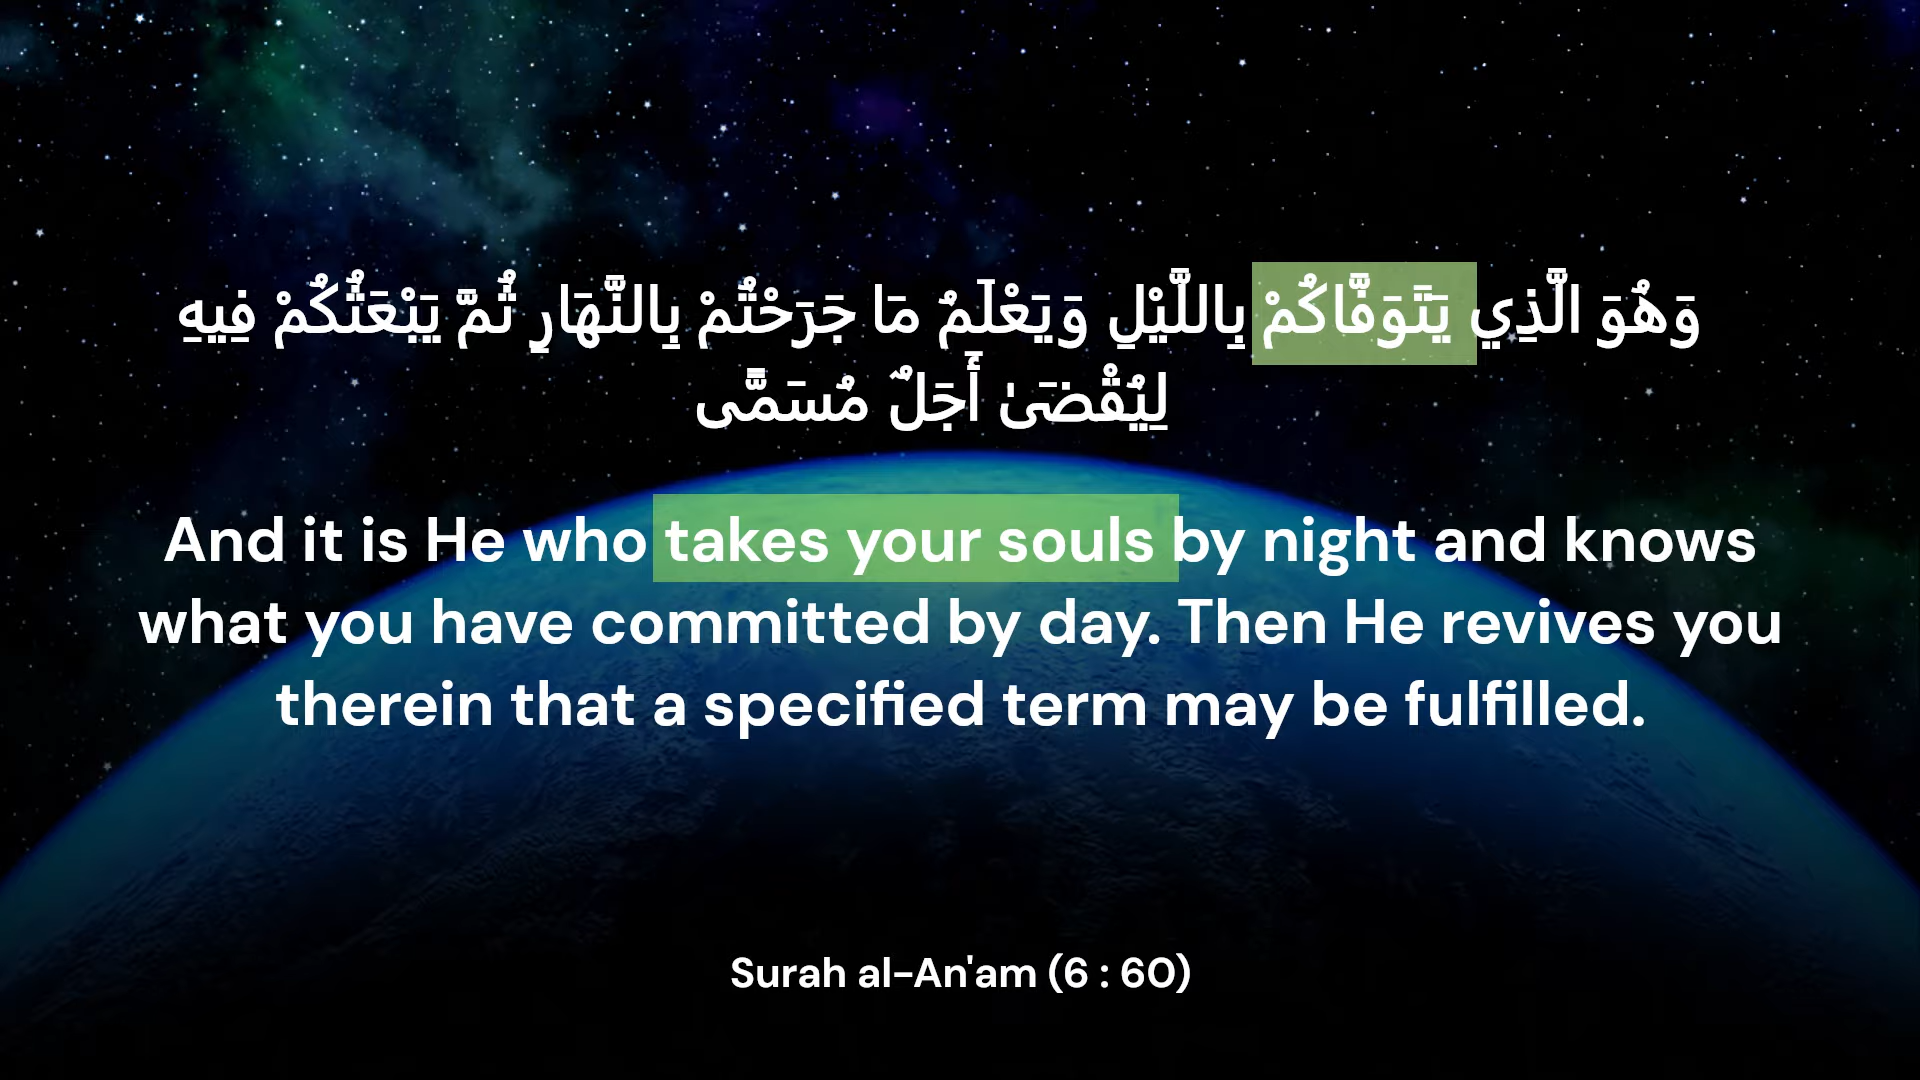 وَهُوَ الَّذِي يَتَوَفَّاكُمْ بِاللَّيْلِ وَيَعْلَمُ مَا جَرَحْتُمْ بِالنَّهَارِ ثُمَّ يَبْعَثُكُمْ فِيهِ
لِيُقْضَىٰ أَجَلٌ مُسَمًّى
And it is He who takes your souls by night and knows
what you have committed by day. Then He revives you
therein that a specified term may be fulfilled.
Surah al-An'am (6 : 60)